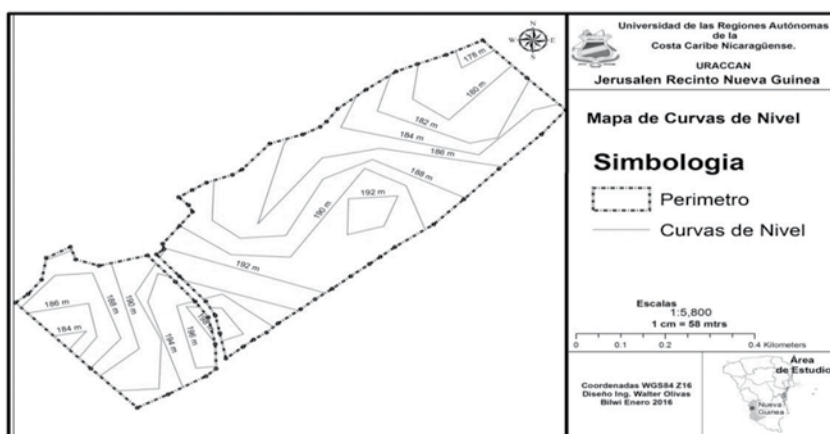 N
W E
S
178 m
180 m
182 m
184 m
186 m
188 m
190 m
192 m
192 m
186 m
184 m
188 m
190 m
194 m
196 m
Universidad de las Regiones Autónomas
de la
Costa Caribe Nicaragüense.
URACCAN
Jerusalen Recinto Nueva Guinea
Mapa de Curvas de Nivel
Simbologia
Perimetro
Curvas de Nivel
Escalas
1:5,800
1 cm = 58 mtrs
0 0.1 0.2 0.4 Kilometers
Coordenadas WGS84 Z16
Diseño Ing. Walter Olivas
Bilwi Enero 2016
Área
de Estudio
Nueva
Guinea